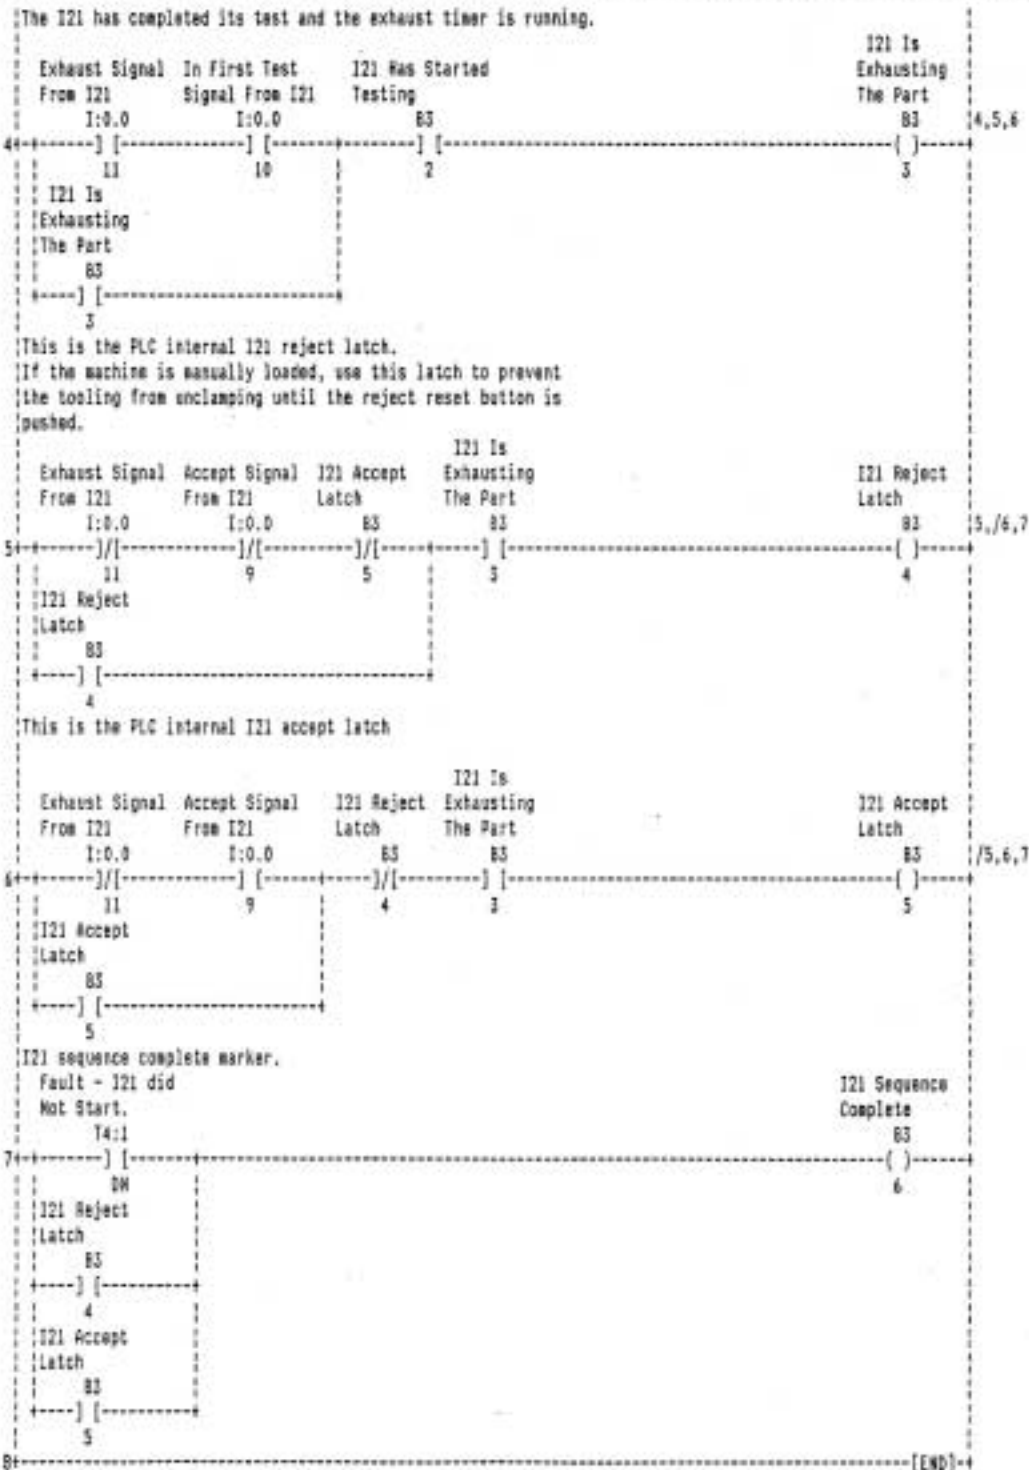 The I21 has completed its test and the exhaust timer is running.
I21 Is
Exhaust Signal In First Test I21 Has Started Exhausting
From I21 Signal From I21 Testing The Part
I:0.0 I:0.0 B3 B3 4,5,6
4+------] [-------------] [-------+-------] [-----( )-----+
11 10 2 3
I21 Is
Exhausting
The Part
B3
+----] [----+
3
This is the PLC internal I21 reject latch.
If the machine is manually loaded, use this latch to prevent
the tooling from unclamping until the reject reset button is
pushed.
I21 Is
Exhaust Signal Accept Signal I21 Accept Exhausting I21 Reject
From I21 From I21 Latch The Part Latch
I:0.0 I:0.0 B3 B3 B3 5,/6,7
5+------]/[-------------]/[----------]/[-----+-----] [-----( )-----+
11 9 5 3 4
I21 Reject
Latch
B3
+----] [----+
4
This is the PLC internal I21 accept latch
I21 Is
Exhaust Signal Accept Signal I21 Reject Exhausting I21 Accept
From I21 From I21 Latch The Part Latch
I:0.0 I:0.0 B3 B3 B3 /5,6,7
6+------]/[-------------] [------+-----]/[---------] [-----( )-----+
11 9 4 3 5
I21 Accept
Latch
B3
+----] [----+
5
I21 sequence complete marker.
Fault - I21 did I21 Sequence
Not Start. Complete
T4:1 B3
7+-------] [-------+-----( )------+
DN 6
I21 Reject
Latch
B3
+----] [----+
4
I21 Accept
Latch
B3
+----] [----+
5
8+-----[END]-+